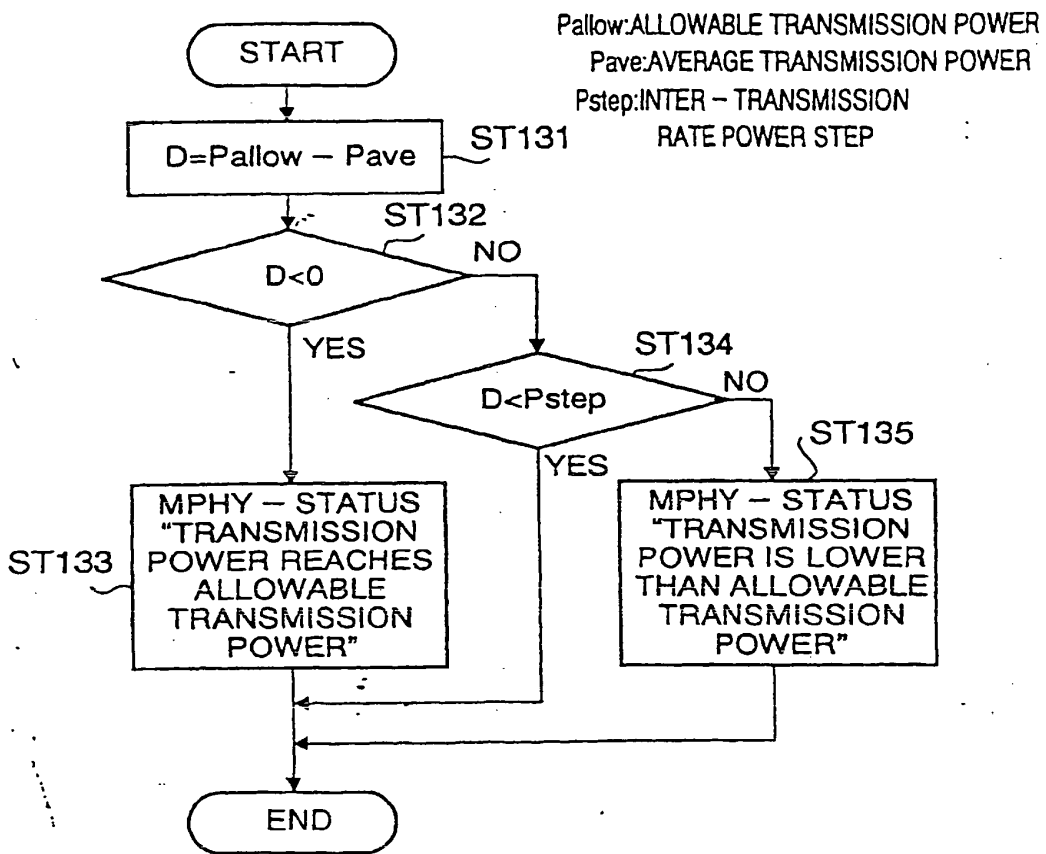 Pallow:ALLOWABLE TRANSMISSION POWER
Pave:AVERAGE TRANSMISSION POWER
Pstep:INTER – TRANSMISSION
RATE POWER STEP
START
ST131
D=Pallow – Pave
ST132
D<0
NO
YES
ST134
D<Pstep
NO
YES
ST133
MPHY – STATUS
"TRANSMISSION
POWER REACHES
ALLOWABLE
TRANSMISSION
POWER"
ST135
MPHY – STATUS
"TRANSMISSION
POWER IS LOWER
THAN ALLOWABLE
TRANSMISSION
POWER"
END